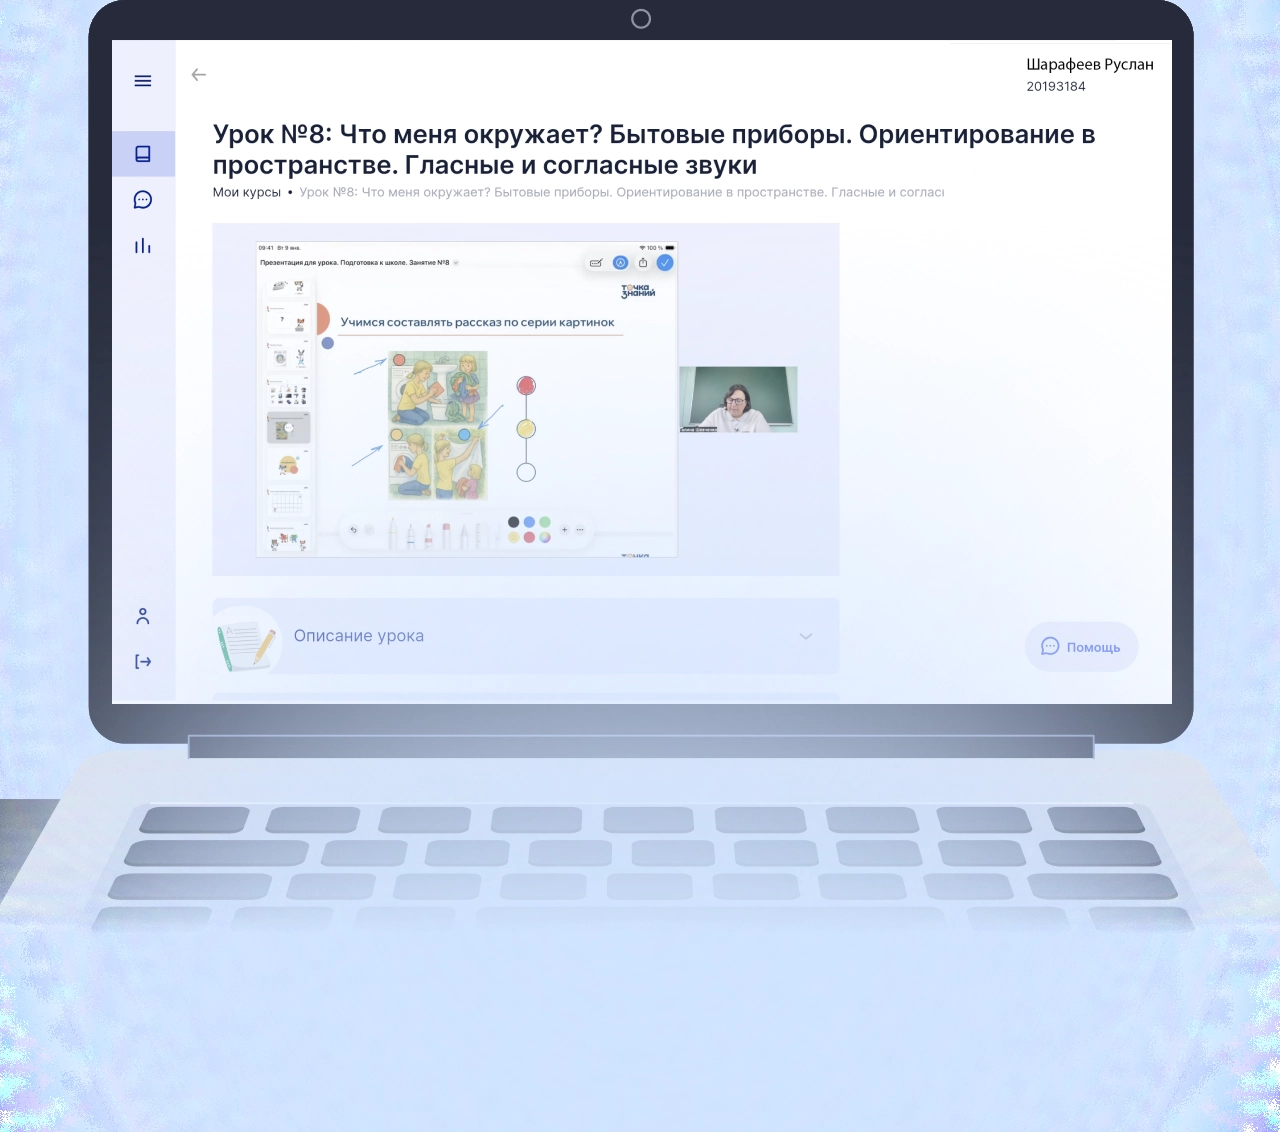 Шарафеев Руслан
20193184
Урок №8: Что меня окружает? Бытовые приборы. Ориентирование в
пространстве. Гласные и согласные звуки
Мои курсы • Урок №8: Что меня окружает? Бытовые приборы. Ориентирование в пространстве. Гласные и соглас
09:41 Вт 9 янв.
100 %
Презентация для урока. Подготовка к школе. Занятие №8
точка
знаний
Учимся составлять рассказ по серии картинок
точка
Описание урока
Помощь